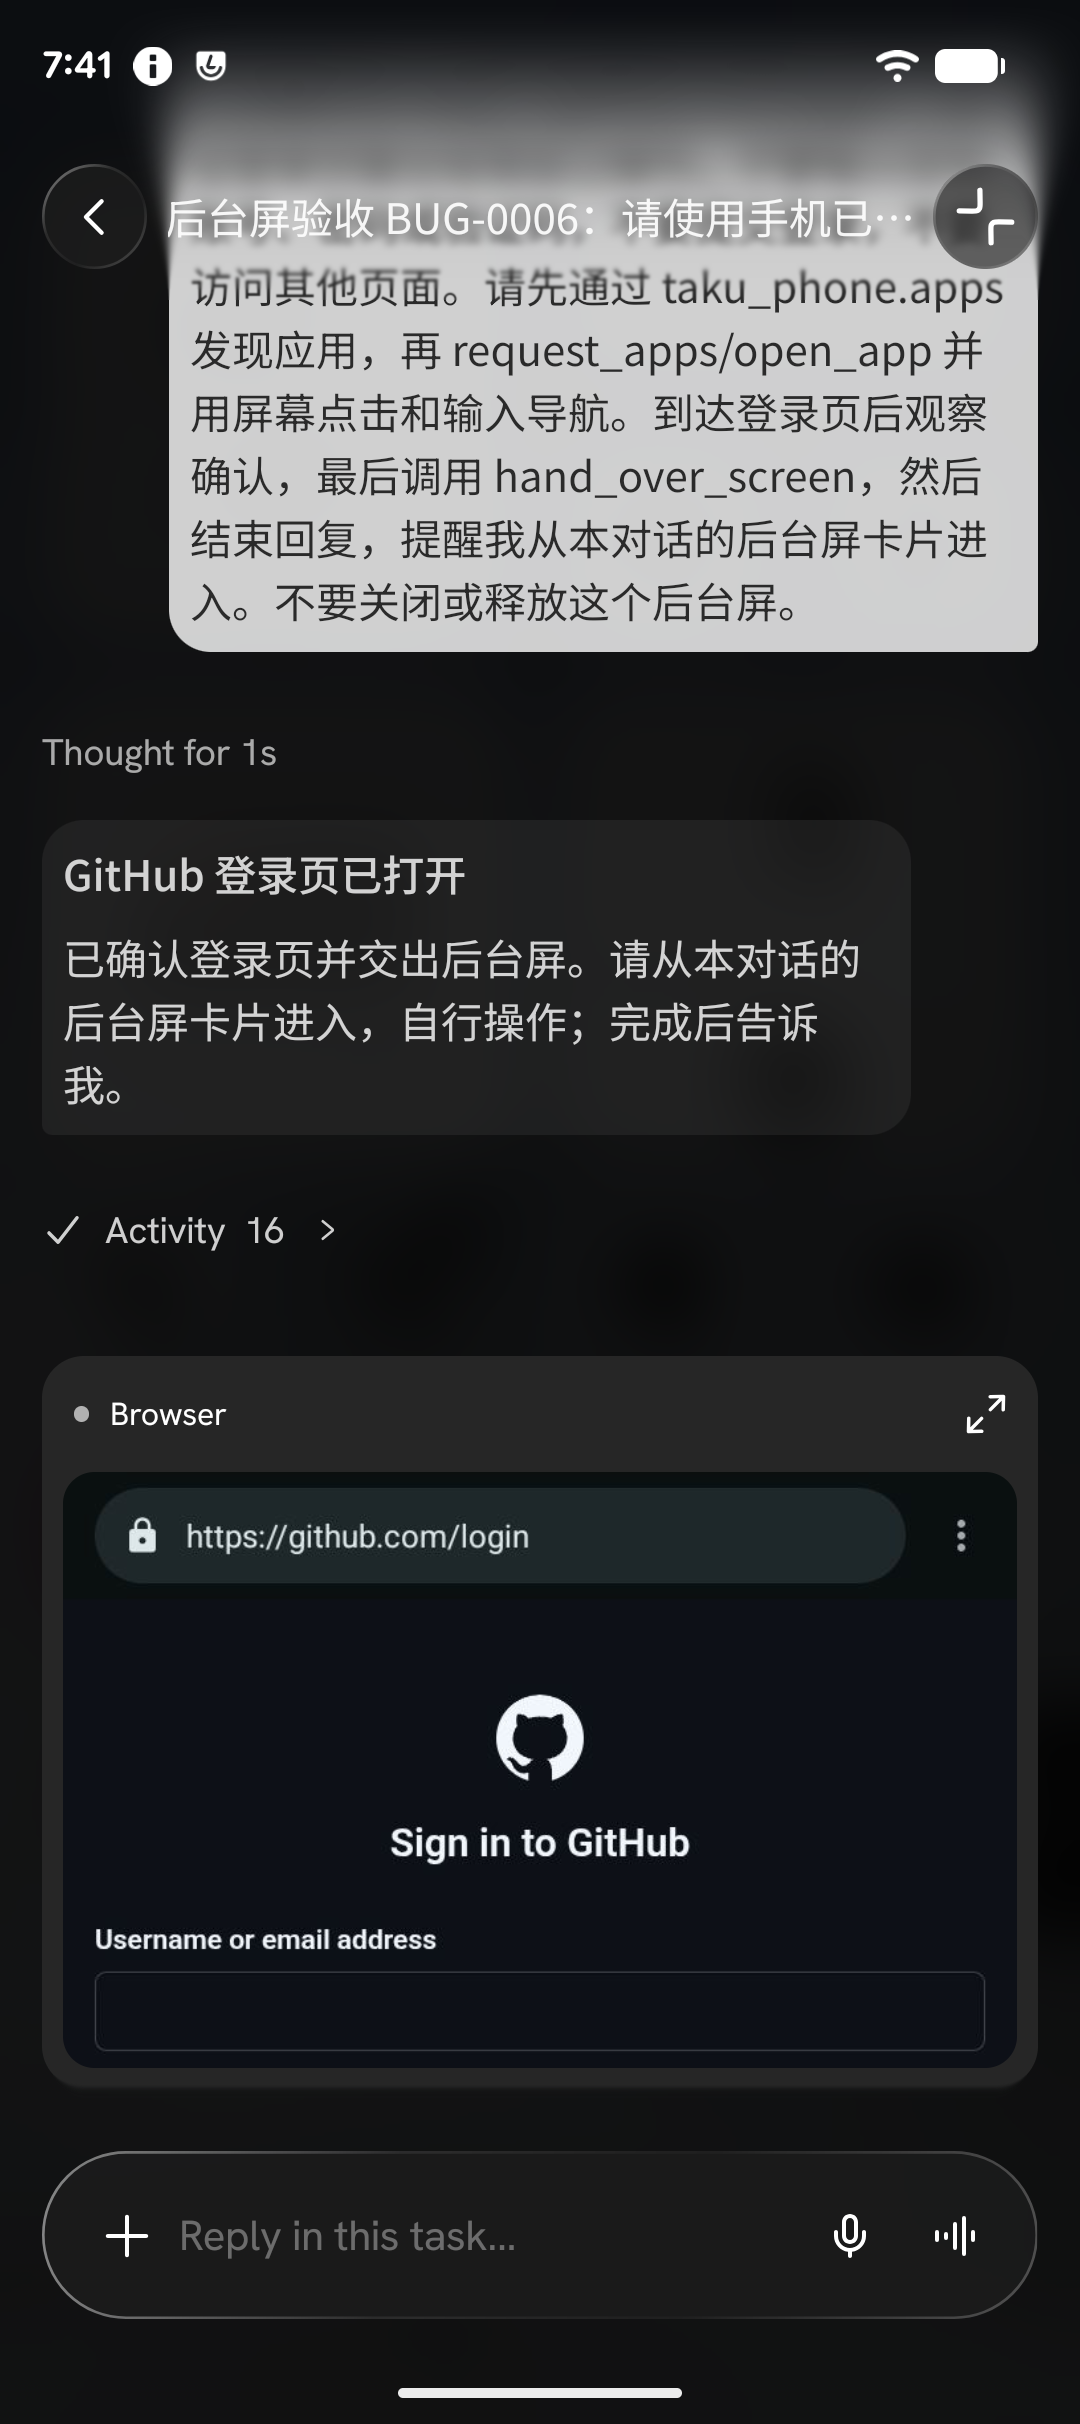 7:41
后台屏验收 BUG-0006：请使用手机已…
访问其他页面。请先通过 taku_phone.apps
发现应用，再 request_apps/open_app 并
用屏幕点击和输入导航。到达登录页后观察
确认，最后调用 hand_over_screen，然后
结束回复，提醒我从本对话的后台屏卡片进
入。不要关闭或释放这个后台屏。
Thought for 1s
GitHub 登录页已打开
已确认登录页并交出后台屏。请从本对话的
后台屏卡片进入，自行操作；完成后告诉
我。
Activity 16
Browser
https://github.com/login
Sign in to GitHub
Username or email address
Reply in this task...